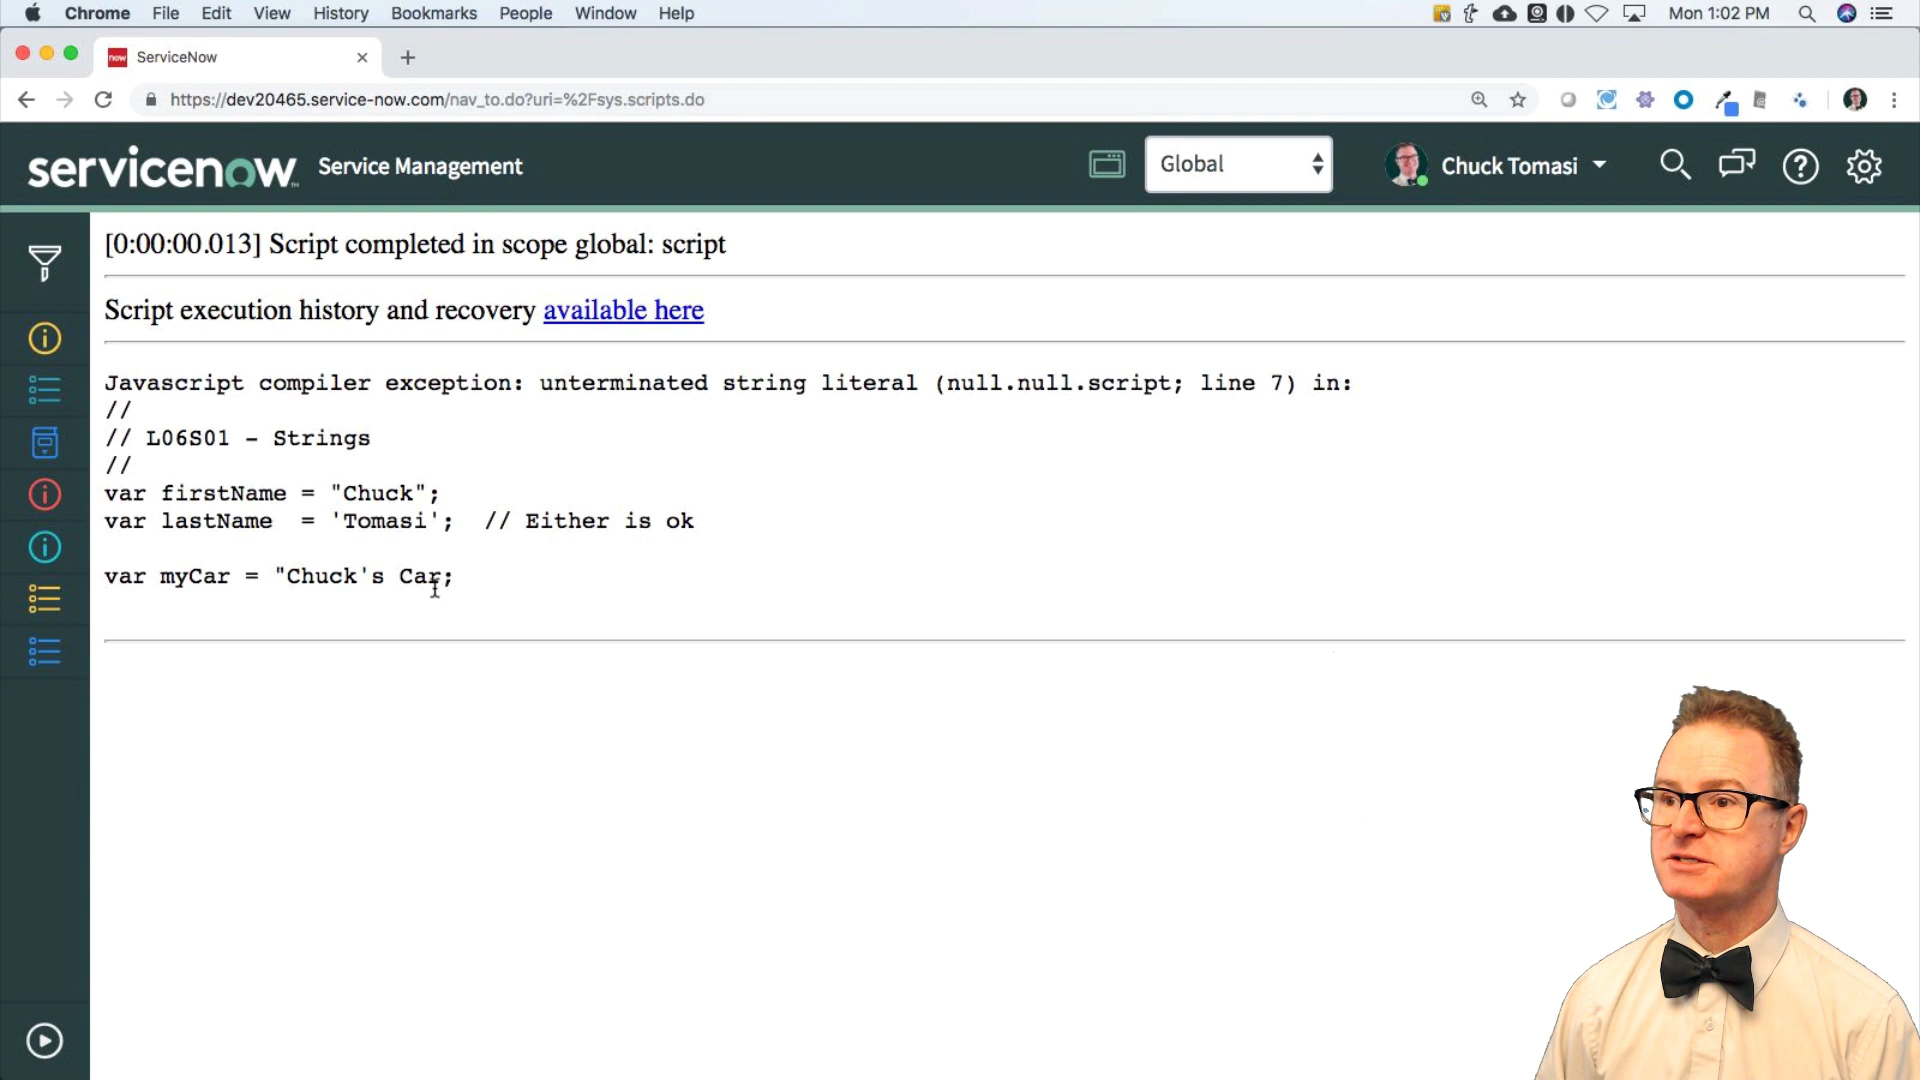 Chrome File Edit View History Bookmarks People Window Help Mon 1:02 PM
now ServiceNow
https://dev20465.service-now.com/nav_to.do?uri=%2Fsys.scripts.do
servicenow Service Management Global Chuck Tomasi
[0:00:00.013] Script completed in scope global: script
Script execution history and recovery available here
Javascript compiler exception: unterminated string literal (null.null.script; line 7) in:
//
// L06S01 - Strings
//
var firstName = "Chuck";
var lastName  = 'Tomasi';  // Either is ok
var myCar = "Chuck's Car;